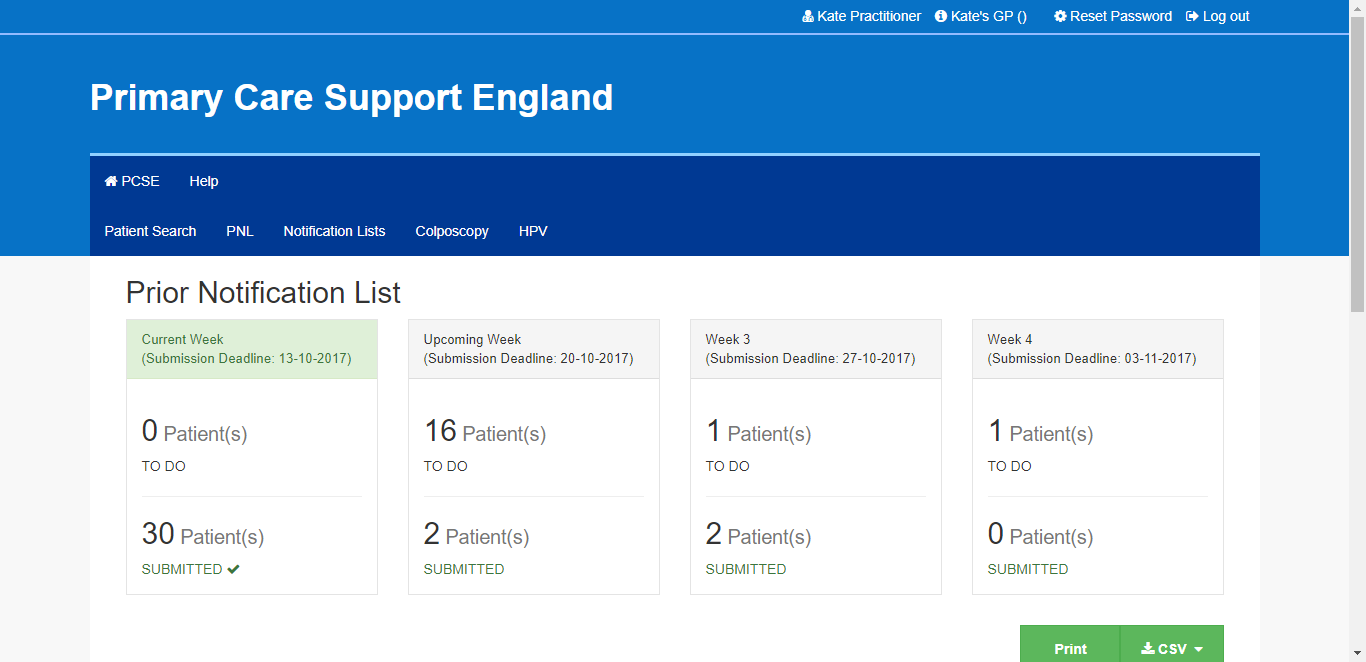 Kate Practitioner Kate's GP () Reset Password Log out
Primary Care Support England
PCSE Help
Patient Search PNL Notification Lists Colposcopy HPV
Prior Notification List
Current Week
(Submission Deadline: 13-10-2017)
0 Patient(s)
TO DO
30 Patient(s)
SUBMITTED
Upcoming Week
(Submission Deadline: 20-10-2017)
16 Patient(s)
TO DO
2 Patient(s)
SUBMITTED
Week 3
(Submission Deadline: 27-10-2017)
1 Patient(s)
TO DO
2 Patient(s)
SUBMITTED
Week 4
(Submission Deadline: 03-11-2017)
1 Patient(s)
TO DO
0 Patient(s)
SUBMITTED
Print CSV